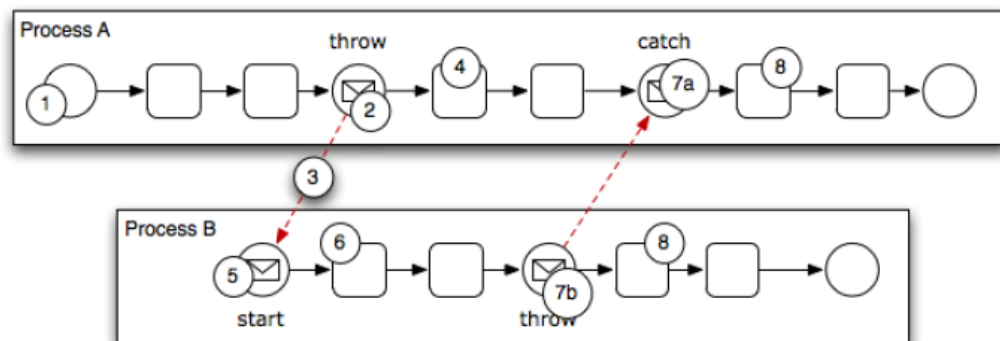 Process A
throw
catch
1
2
4
7a
8
3
Process B
5
6
7b
8
start
throw